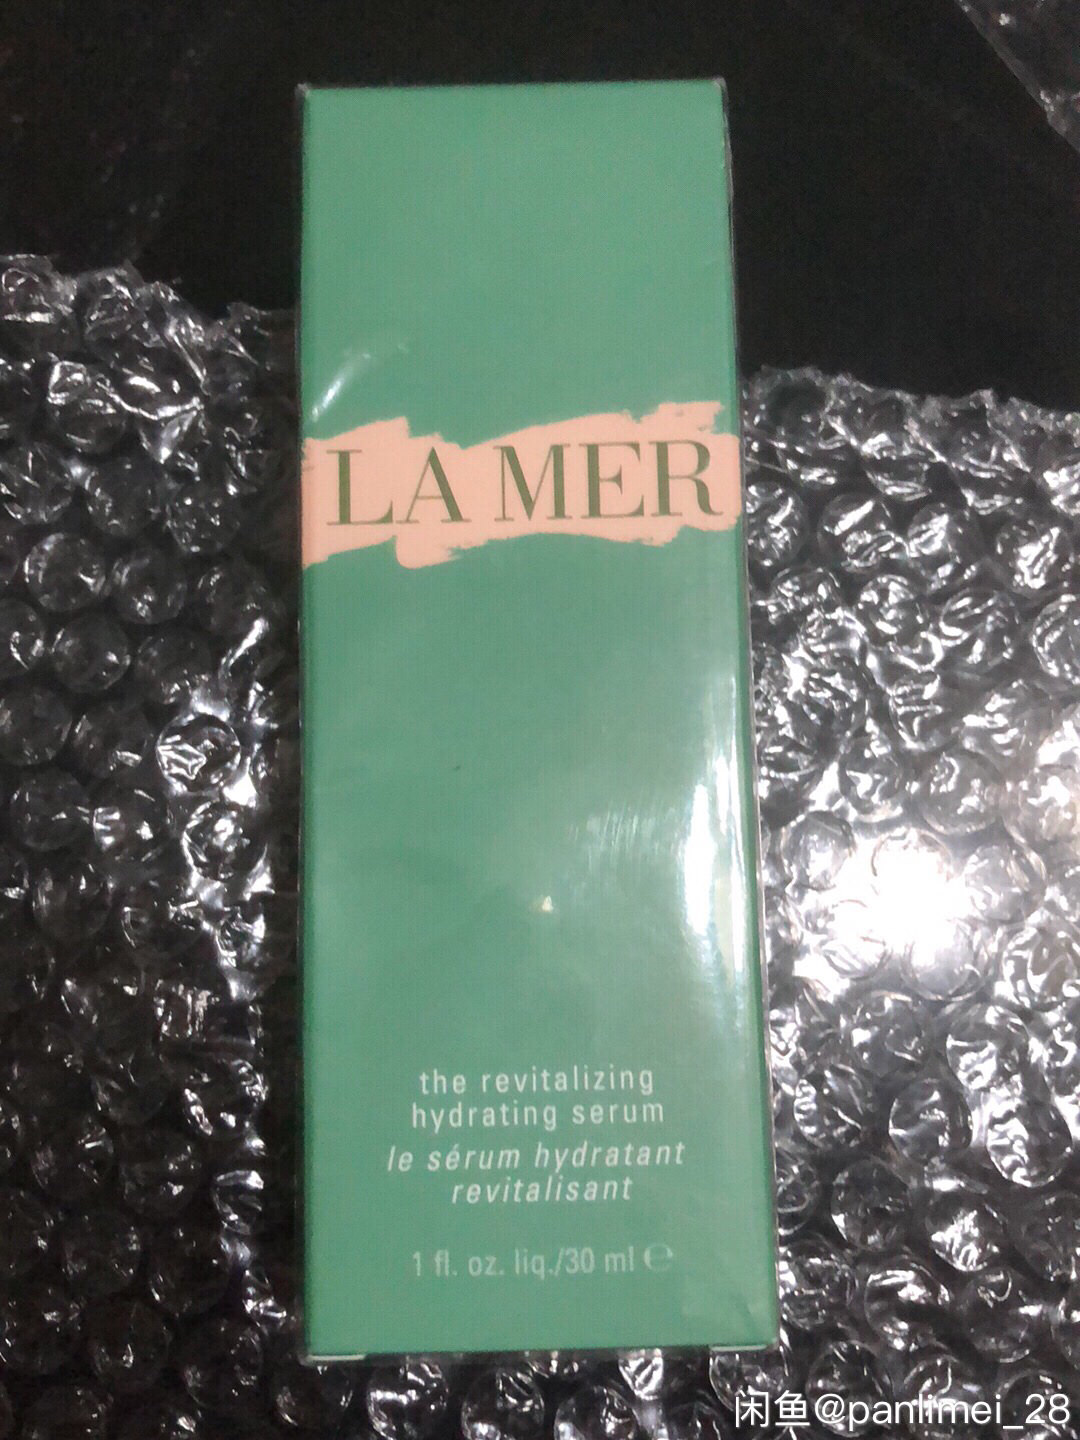 LA MER
the revitalizing
hydrating serum
le sérum hydratant
revitalisant
1 fl. oz. liq./30 ml ℮
闲鱼@panlimei_28